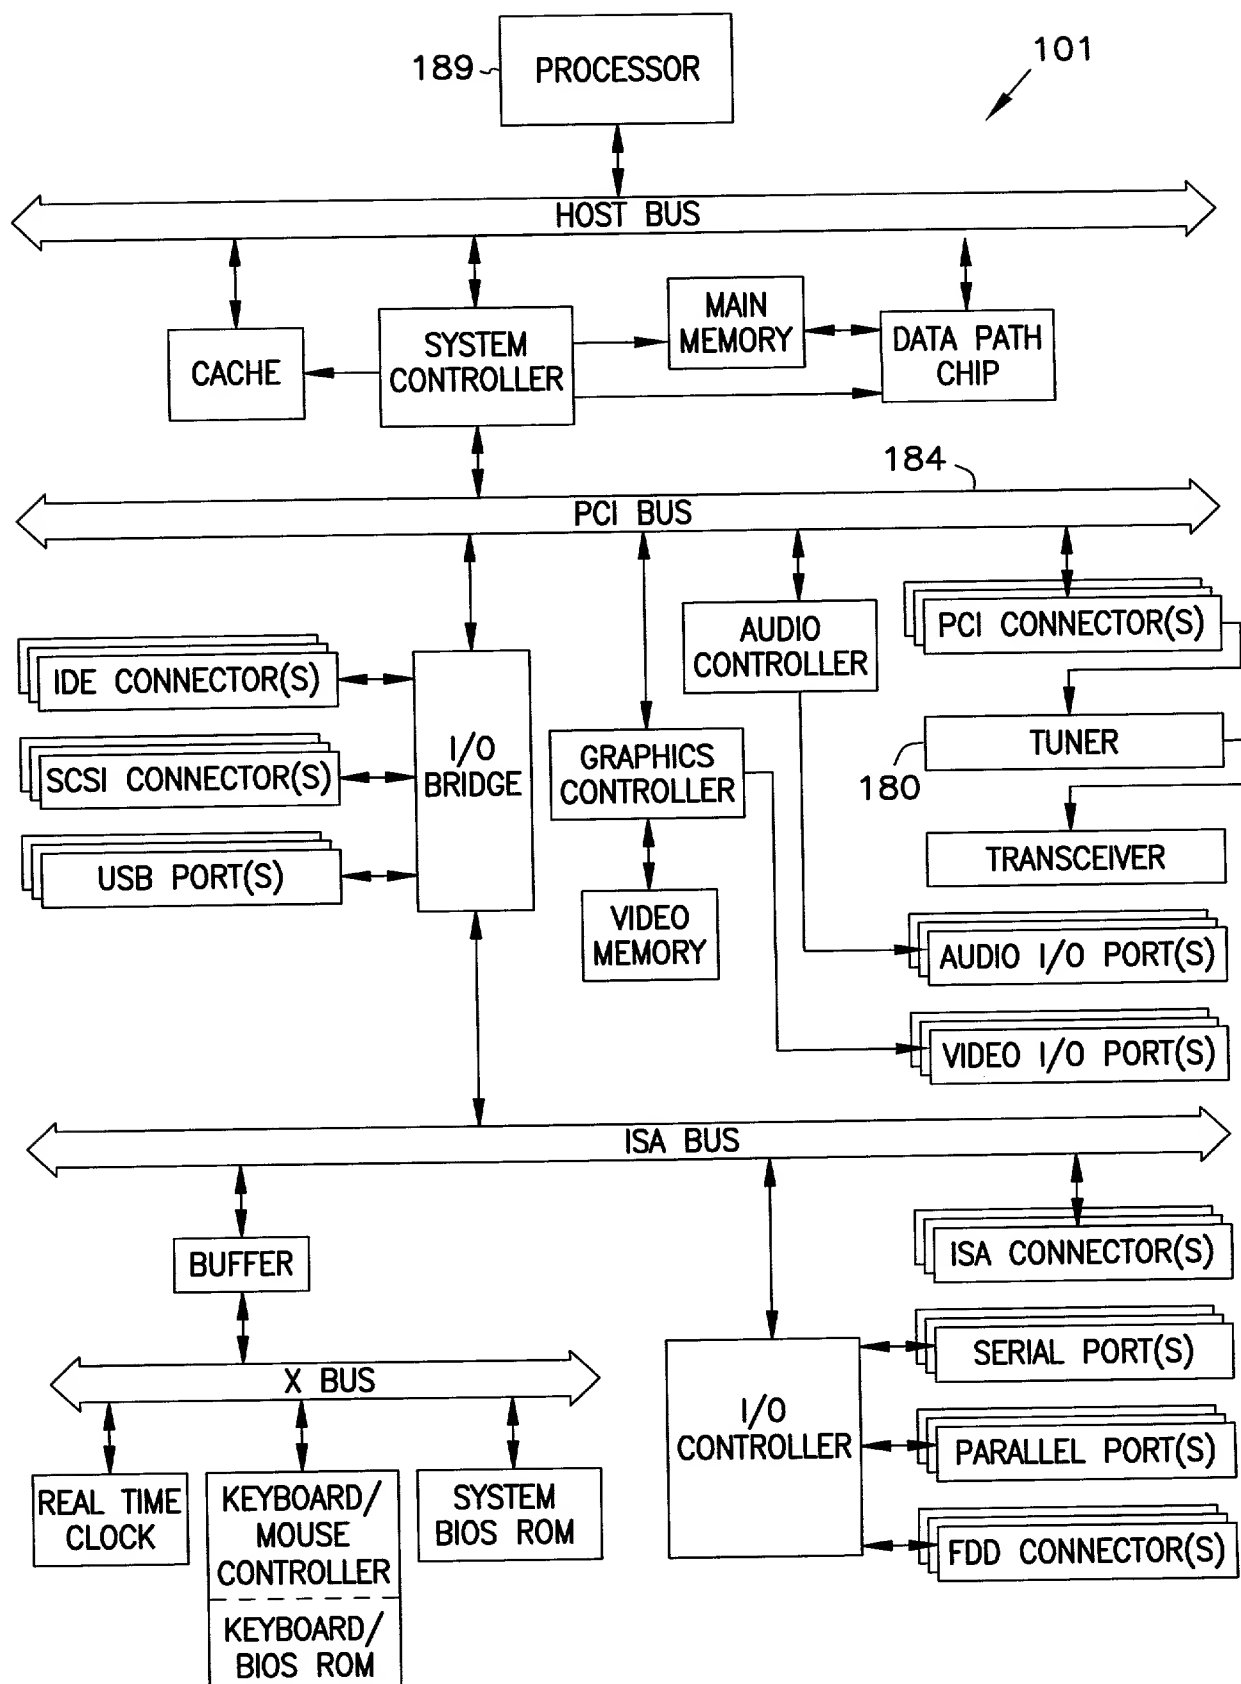 189
PROCESSOR
101
HOST BUS
CACHE
SYSTEM
CONTROLLER
MAIN
MEMORY
DATA PATH
CHIP
184
PCI BUS
IDE CONNECTOR(S)
SCSI CONNECTOR(S)
USB PORT(S)
I/O
BRIDGE
GRAPHICS
CONTROLLER
VIDEO
MEMORY
AUDIO
CONTROLLER
PCI CONNECTOR(S)
TUNER
180
TRANSCEIVER
AUDIO I/O PORT(S)
VIDEO I/O PORT(S)
ISA BUS
BUFFER
X BUS
REAL TIME
CLOCK
KEYBOARD/
MOUSE
CONTROLLER
KEYBOARD/
BIOS ROM
SYSTEM
BIOS ROM
I/O
CONTROLLER
ISA CONNECTOR(S)
SERIAL PORT(S)
PARALLEL PORT(S)
FDD CONNECTOR(S)